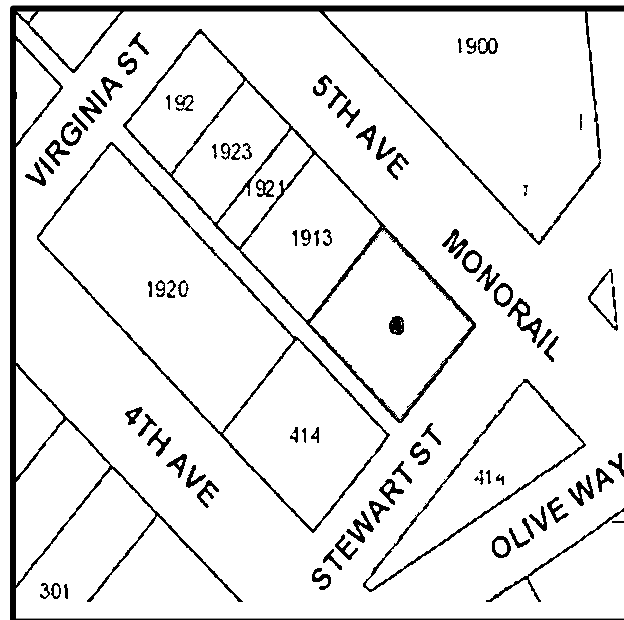 1900
VIRGINIA ST
192
5TH AVE
1923
1921
1913
MONORAIL
1920
4TH AVE
414
STEWART ST
414
OLIVE WAY
301